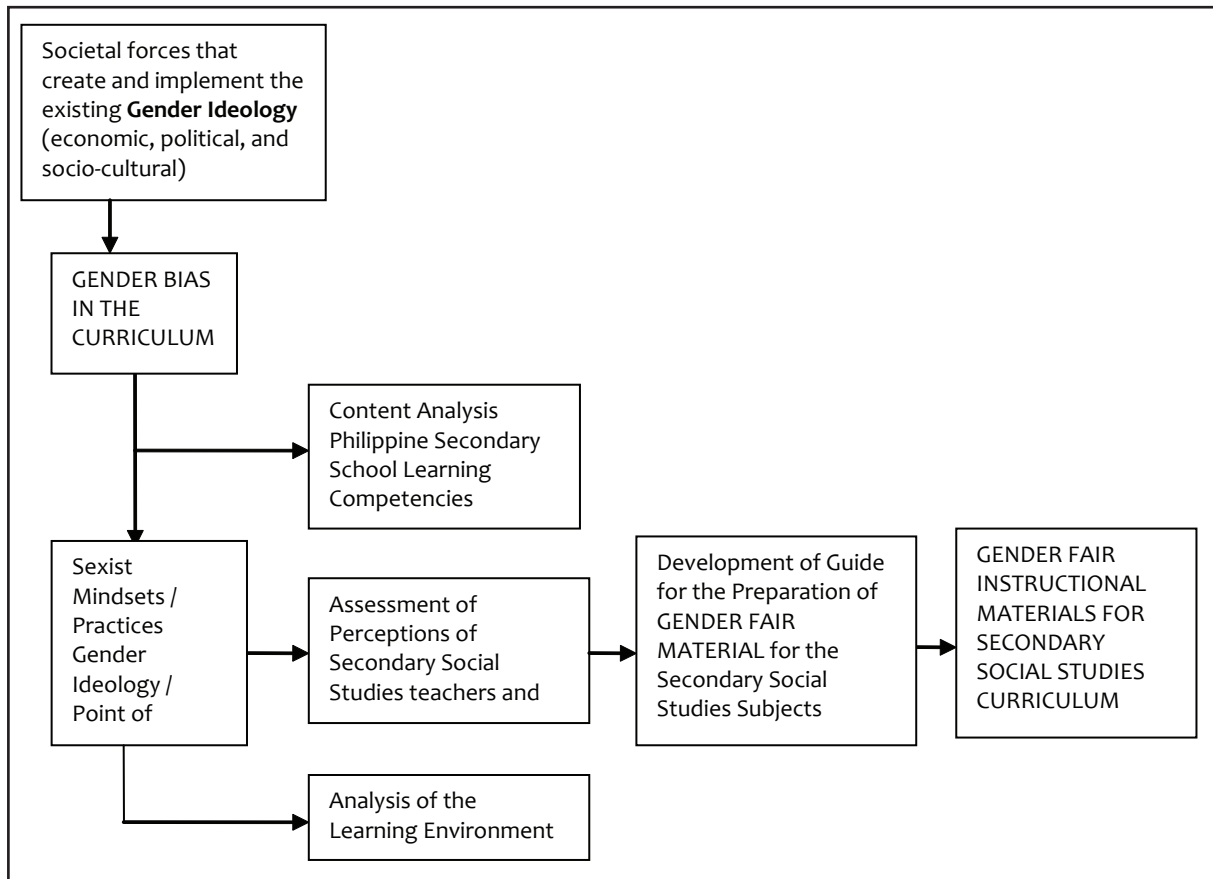 Societal forces that
create and implement the
existing Gender Ideology
(economic, political, and
socio-cultural)
GENDER BIAS
IN THE
CURRICULUM
Content Analysis
Philippine Secondary
School Learning
Competencies
Sexist
Mindsets /
Practices
Gender
Ideology /
Point of
Assessment of
Perceptions of
Secondary Social
Studies teachers and
Development of Guide
for the Preparation of
GENDER FAIR
MATERIAL for the
Secondary Social
Studies Subjects
GENDER FAIR
INSTRUCTIONAL
MATERIALS FOR
SECONDARY
SOCIAL STUDIES
CURRICULUM
Analysis of the
Learning Environment